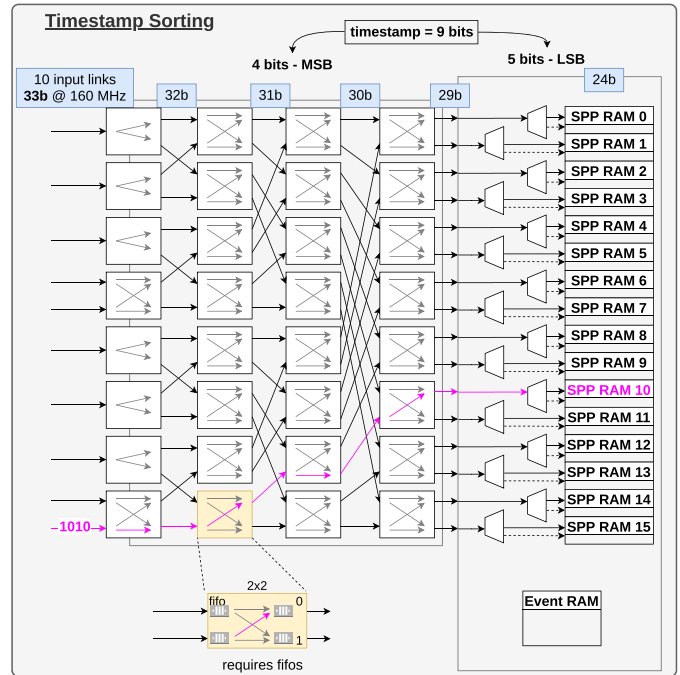 Timestamp Sorting
timestamp = 9 bits
4 bits - MSB
5 bits - LSB
10 input links
33b @ 160 MHz
32b
31b
30b
29b
24b
SPP RAM 0
SPP RAM 1
SPP RAM 2
SPP RAM 3
SPP RAM 4
SPP RAM 5
SPP RAM 6
SPP RAM 7
SPP RAM 8
SPP RAM 9
SPP RAM 10
SPP RAM 11
SPP RAM 12
SPP RAM 13
SPP RAM 14
SPP RAM 15
1010
2x2
fifo
0
1
requires fifos
Event RAM